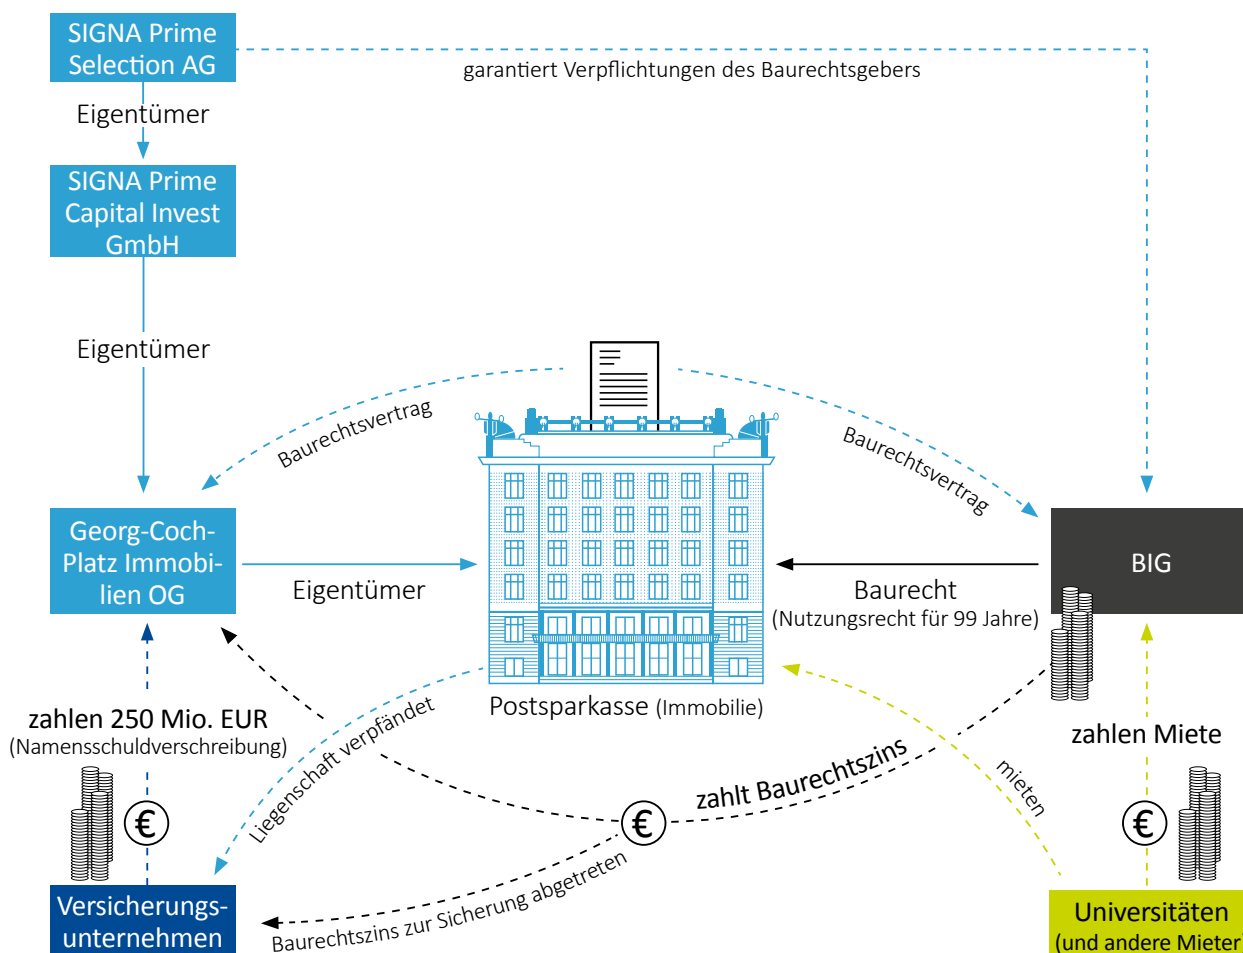 SIGNA Prime
Selection AG
garantiert Verpflichtungen des Baurechtsgebers
Eigentümer
SIGNA Prime
Capital Invest
GmbH
Eigentümer
Baurechtsvertrag
Baurechtsvertrag
Georg-Coch-
Platz Immobi-
lien OG
Eigentümer
Baurecht
(Nutzungsrecht für 99 Jahre)
BIG
Postsparkasse (Immobilie)
zahlen 250 Mio. EUR
(Namensschuldverschreibung)
Liegenschaft verpfändet
zahlt Baurechtszins
mieten
zahlen Miete
€
€
€
Baurechtszins zur Sicherung abgetreten
Versicherungs-
unternehmen
Universitäten
(und andere Mieter)